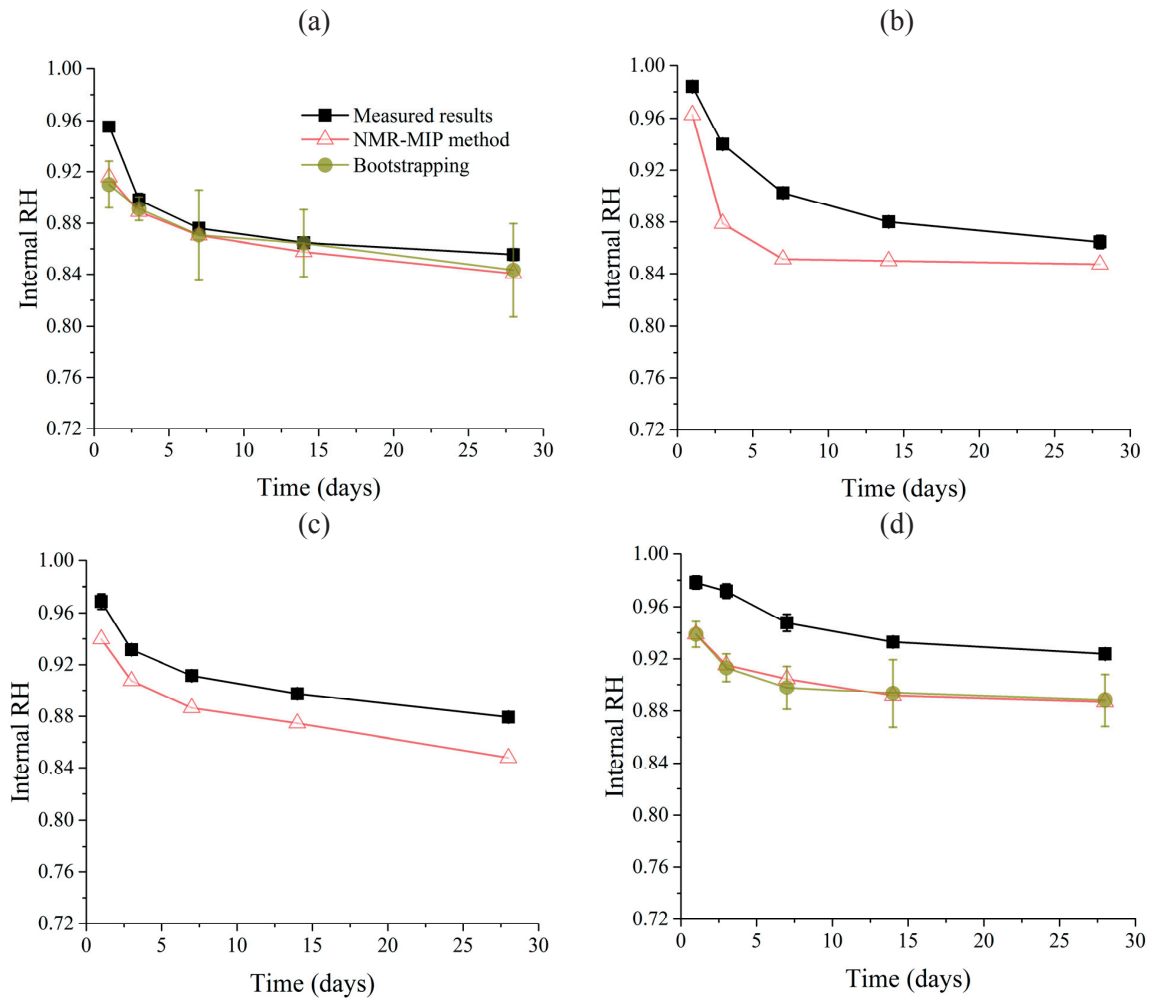 (a)
1.00
0.96
0.92
0.88
0.84
0.80
0.76
0.72
Internal RH
Measured results
NMR-MIP method
Bootstrapping
0 5 10 15 20 25 30
Time (days)
(b)
1.00
0.96
0.92
0.88
0.84
0.80
0.76
0.72
Internal RH
0 5 10 15 20 25 30
Time (days)
(c)
1.00
0.96
0.92
0.88
0.84
0.80
0.76
0.72
Internal RH
0 5 10 15 20 25 30
Time (days)
(d)
1.00
0.96
0.92
0.88
0.84
0.80
0.76
0.72
Internal RH
0 5 10 15 20 25 30
Time (days)